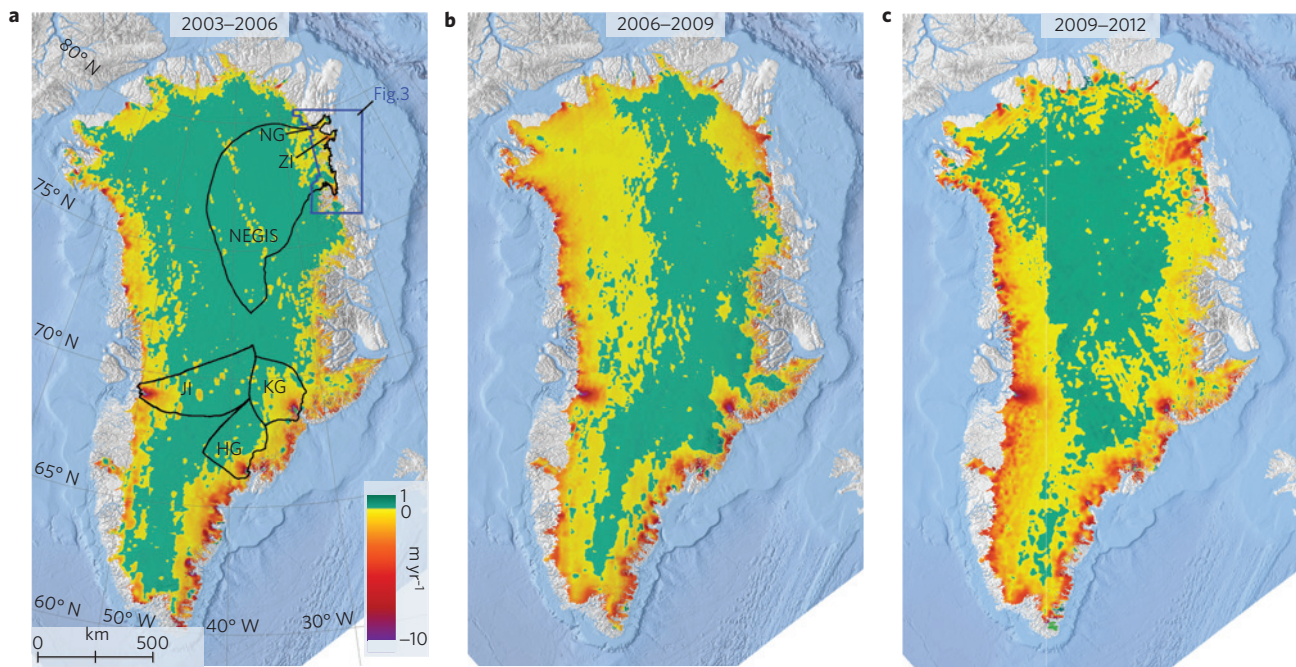 a
2003–2006
80° N
Fig.3
NG
ZI
75° N
NEGIS
70° N
JI
KG
HG
65° N
1
0
m yr-1
–10
60° N
50° W
40° W
30° W
km
0
500
b
2006–2009
c
2009–2012